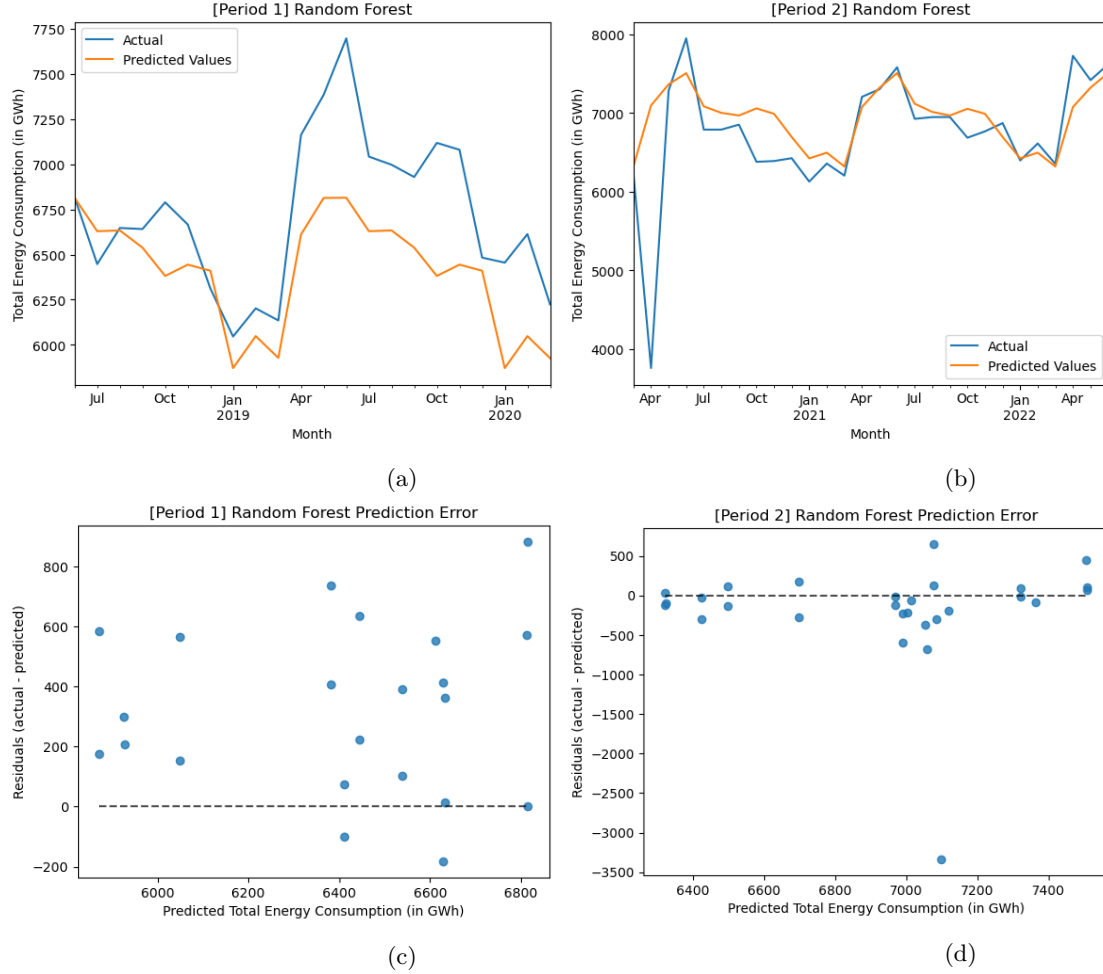 [Period 1] Random Forest
Total Energy Consumption (in GWh)
7750
7500
7250
7000
6750
6500
6250
6000
Actual
Predicted Values
Jul
Oct
Jan
2019
Apr
Jul
Oct
Jan
2020
Month
(a)
[Period 2] Random Forest
Total Energy Consumption (in GWh)
8000
7000
6000
5000
4000
Actual
Predicted Values
Apr
Jul
Oct
Jan
2021
Apr
Jul
Oct
Jan
2022
Apr
Month
(b)
[Period 1] Random Forest Prediction Error
Residuals (actual - predicted)
800
600
400
200
0
−200
6000
6200
6400
6600
6800
Predicted Total Energy Consumption (in GWh)
(c)
[Period 2] Random Forest Prediction Error
Residuals (actual - predicted)
500
0
−500
−1000
−1500
−2000
−2500
−3000
−3500
6400
6600
6800
7000
7200
7400
Predicted Total Energy Consumption (in GWh)
(d)